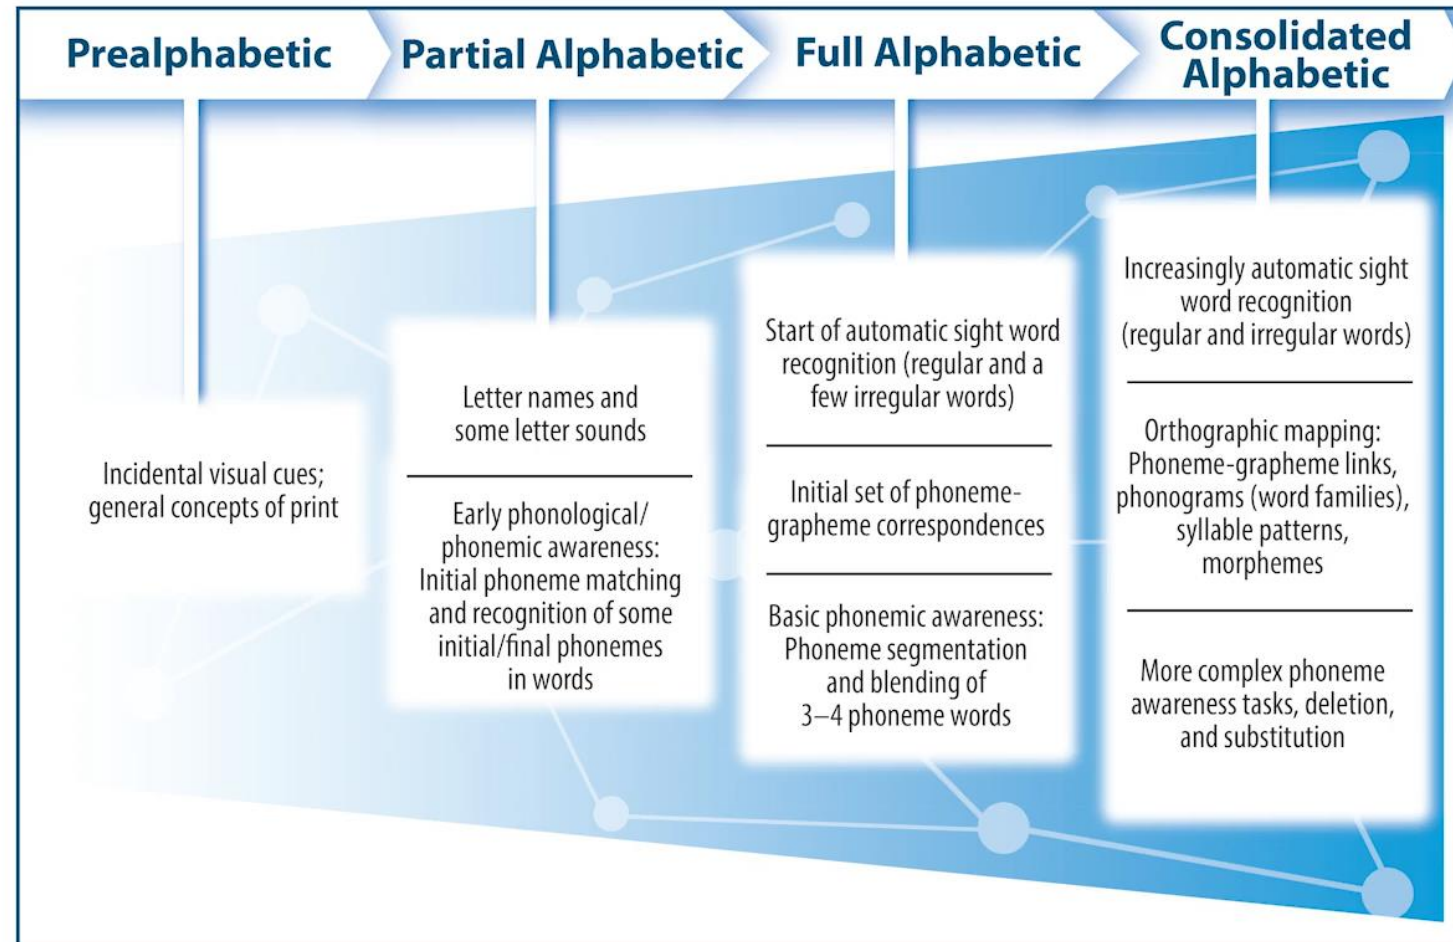 Prealphabetic
Partial Alphabetic
Full Alphabetic
Consolidated
Alphabetic
Incidental visual cues;
general concepts of print
Letter names and
some letter sounds
Early phonological/
phonemic awareness:
Initial phoneme matching
and recognition of some
initial/final phonemes
in words
Start of automatic sight word
recognition (regular and a
few irregular words)
Initial set of phoneme-
grapheme correspondences
Basic phonemic awareness:
Phoneme segmentation
and blending of
3–4 phoneme words
Increasingly automatic sight
word recognition
(regular and irregular words)
Orthographic mapping:
Phoneme-grapheme links,
phonograms (word families),
syllable patterns,
morphemes
More complex phoneme
awareness tasks, deletion,
and substitution